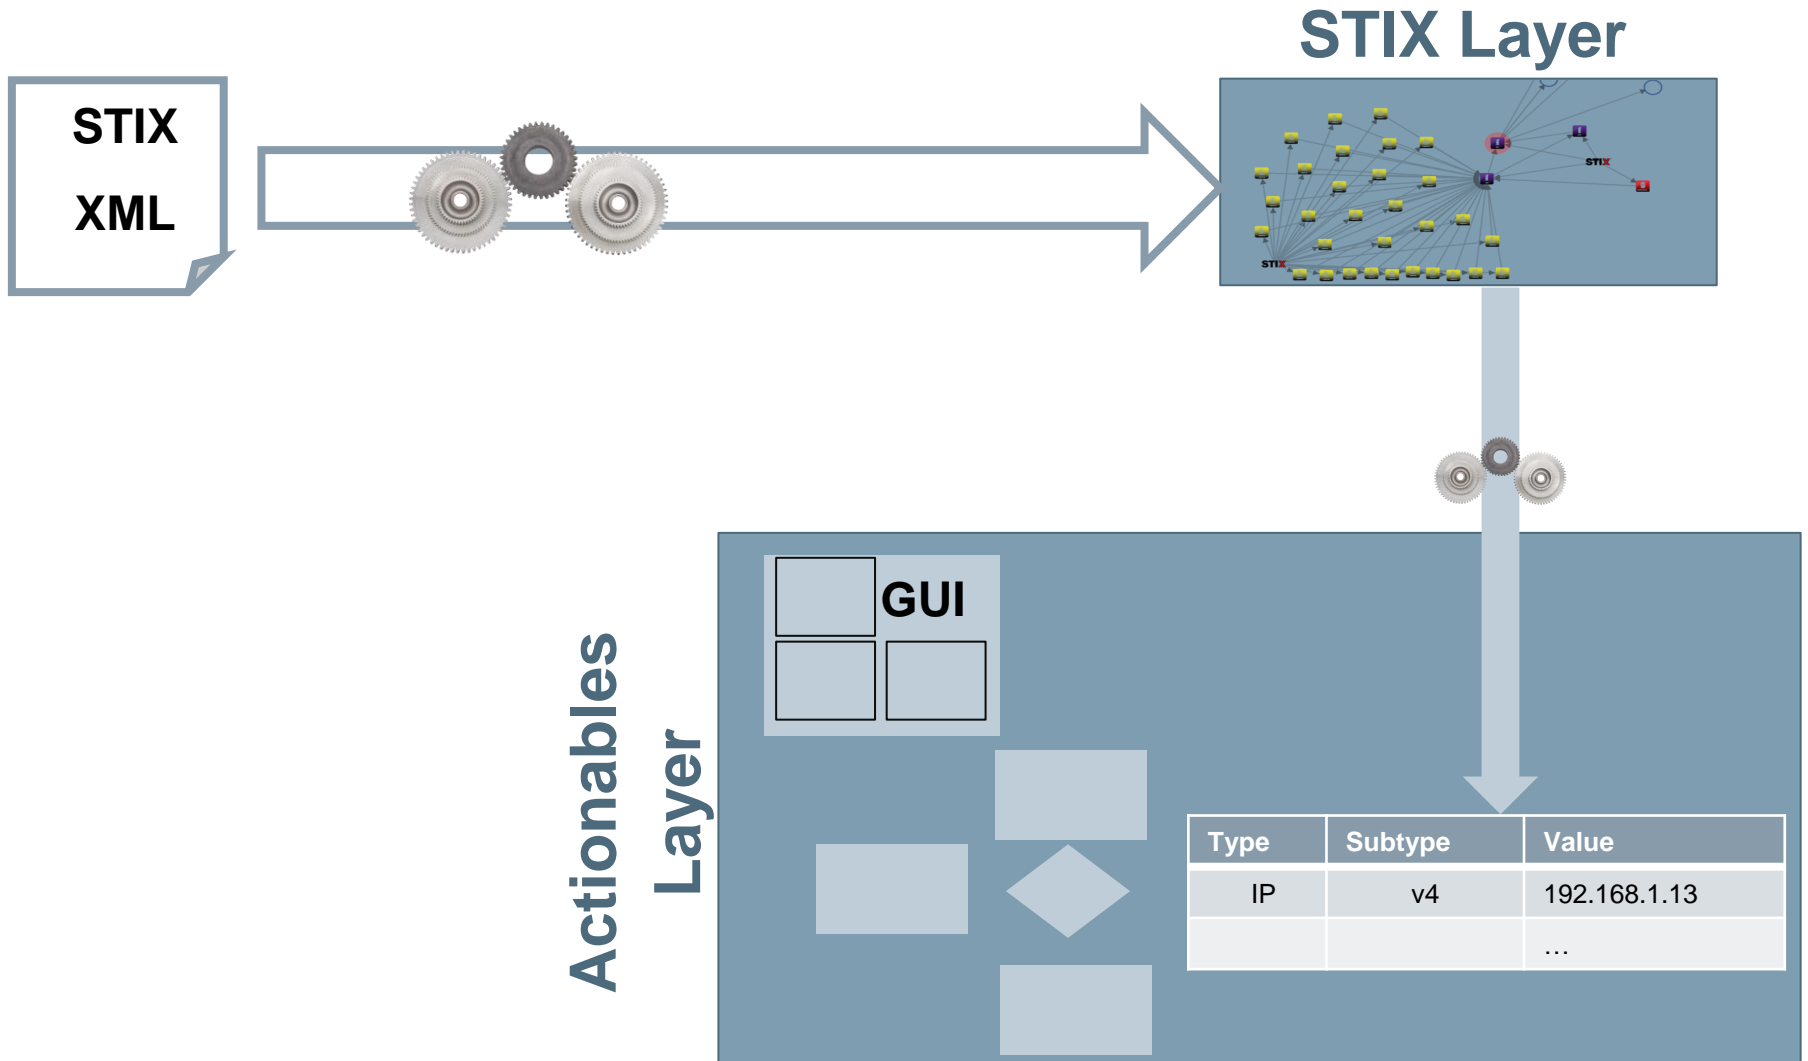 STIX Layer
STIX
XML
STIX
STIX
GUI
Actionables
Layer
Type Subtype Value
IP v4 192.168.1.13
…